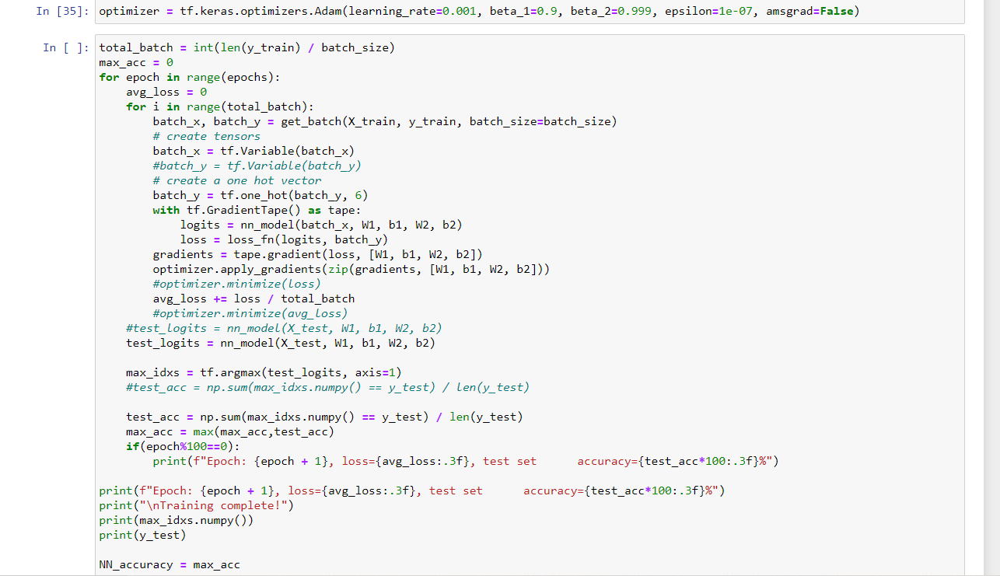 In [35]: optimizer = tf.keras.optimizers.Adam(learning_rate=0.001, beta_1=0.9, beta_2=0.999, epsilon=1e-07, amsgrad=False)
In [ ]: total_batch = int(len(y_train) / batch_size)
max_acc = 0
for epoch in range(epochs):
    avg_loss = 0
    for i in range(total_batch):
        batch_x, batch_y = get_batch(X_train, y_train, batch_size=batch_size)
        # create tensors
        batch_x = tf.Variable(batch_x)
        #batch_y = tf.Variable(batch_y)
        # create a one hot vector
        batch_y = tf.one_hot(batch_y, 6)
        with tf.GradientTape() as tape:
            logits = nn_model(batch_x, W1, b1, W2, b2)
            loss = loss_fn(logits, batch_y)
        gradients = tape.gradient(loss, [W1, b1, W2, b2])
        optimizer.apply_gradients(zip(gradients, [W1, b1, W2, b2]))
        #optimizer.minimize(loss)
        avg_loss += loss / total_batch
        #optimizer.minimize(avg_loss)
    #test_logits = nn_model(X_test, W1, b1, W2, b2)
    test_logits = nn_model(X_test, W1, b1, W2, b2)
    max_idxs = tf.argmax(test_logits, axis=1)
    #test_acc = np.sum(max_idxs.numpy() == y_test) / len(y_test)
    test_acc = np.sum(max_idxs.numpy() == y_test) / len(y_test)
    max_acc = max(max_acc,test_acc)
    if(epoch%100==0):
        print(f"Epoch: {epoch + 1}, loss={avg_loss:.3f}, test set      accuracy={test_acc*100:.3f}%")
print(f"Epoch: {epoch + 1}, loss={avg_loss:.3f}, test set      accuracy={test_acc*100:.3f}%")
print("\nTraining complete!")
print(max_idxs.numpy())
print(y_test)
NN_accuracy = max_acc